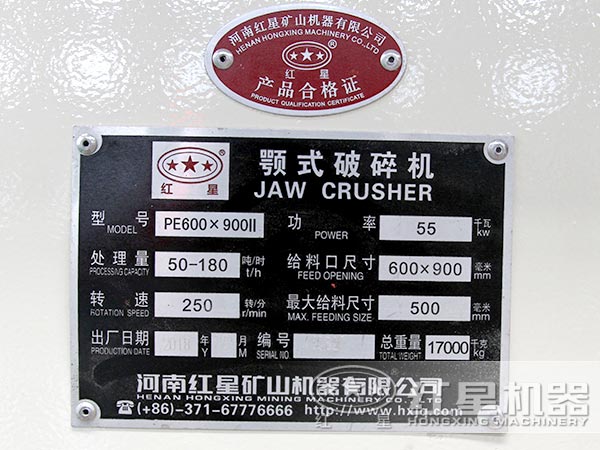 河南红星矿山机器有限公司
HENAN HONGXING MACHINERY CO.,LTD
红 星
产品合格证
PRODUCT QUALIFICATION CERTIFICATE
红 星
颚式破碎机
JAW CRUSHER
型号 MODEL PE600×900II 功率 POWER 55 千瓦 kw
处理量 PROCESSING CAPACITY 50-180 吨/时 t/h 给料口尺寸 FEED OPENING 600×900 毫米 mm
转速 ROTATION SPEED 250 转/分 r/min 最大给料尺寸 MAX. FEEDING SIZE 500 毫米 mm
出厂日期 PRODUCTION DATE 2018 年 Y 月 M 编号 SERIAL NO. 总重量 TOTAL WEIGHT 17000 千克 kg
河南红星矿山机器有限公司
HENAN HONGXING MINING MACHINERY CO., LTD
☎(+86)-371-67776666 http://www.hxjq.com
红星机器
HONGXING MACHINERY
红 星